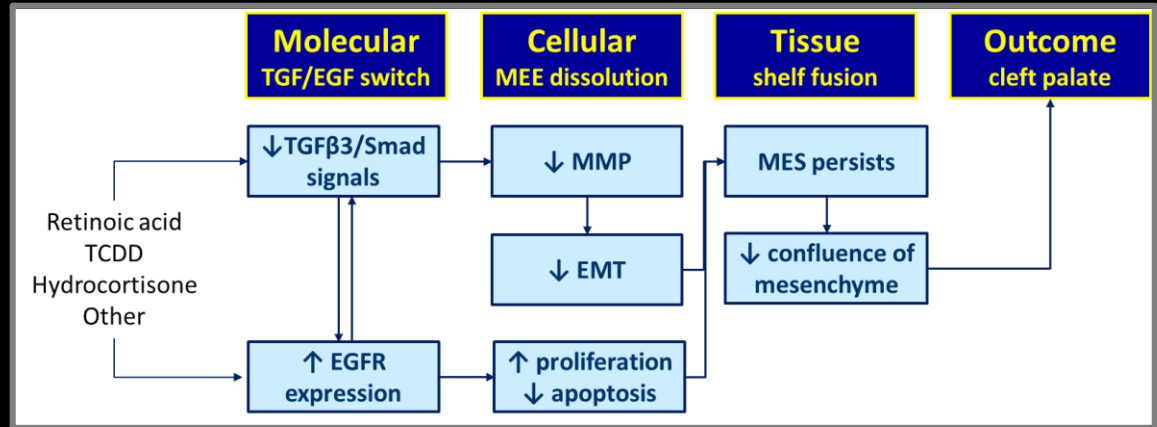 Molecular
TGF/EGF switch
Cellular
MEE dissolution
Tissue
shelf fusion
Outcome
cleft palate
↓TGFβ3/Smad
signals
↓ MMP
MES persists
Retinoic acid
TCDD
Hydrocortisone
Other
↓ EMT
↓ confluence of
mesenchyme
↑ EGFR
expression
↑ proliferation
↓ apoptosis